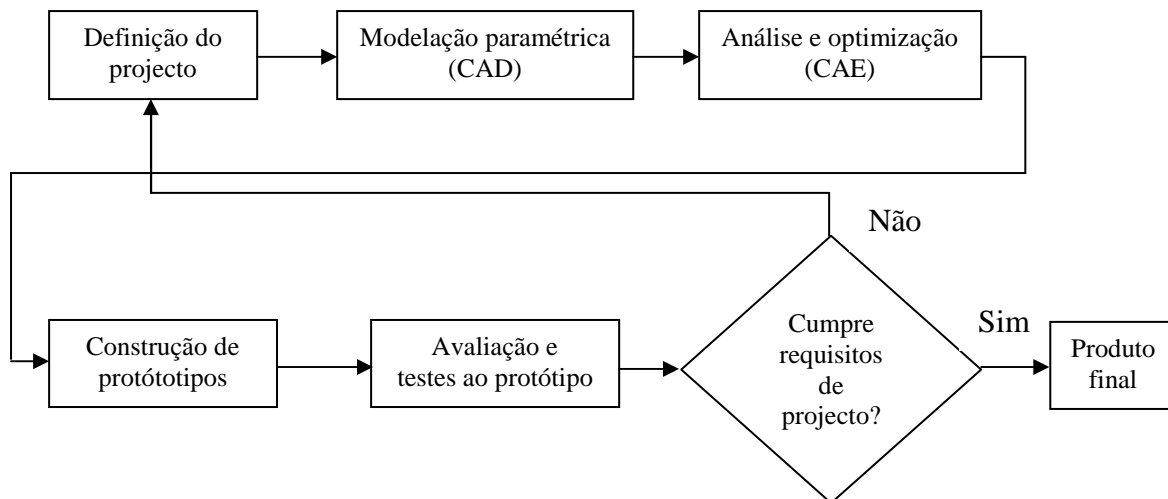 Definição do
projecto
Modelação paramétrica
(CAD)
Análise e optimização
(CAE)
Não
Sim
Construção de
protótotipos
Avaliação e
testes ao protótipo
Cumpre
requisitos
de
projecto?
Produto
final